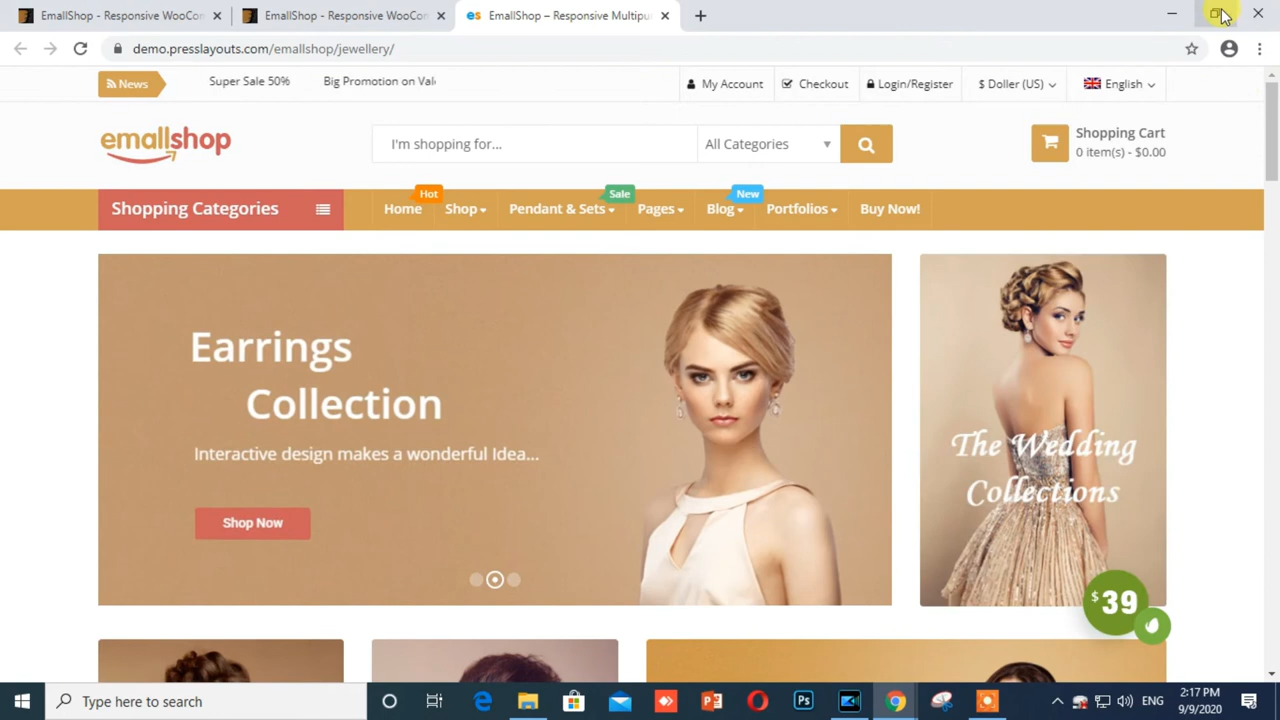 EmallShop - Responsive WooCon
EmallShop - Responsive WooCon
es EmallShop – Responsive Multipu
demo.presslayouts.com/emallshop/jewellery/
News
Super Sale 50%
Big Promotion on Val
My Account
Checkout
Login/Register
$ Doller (US)
English
emallshop
I'm shopping for...
All Categories
Shopping Cart
0 item(s) - $0.00
Hot
Sale
New
Shopping Categories
Home
Shop
Pendant & Sets
Pages
Blog
Portfolios
Buy Now!
Earrings
Collection
Interactive design makes a wonderful Idea...
Shop Now
The Wedding
Collections
$39
Type here to search
ENG
2:17 PM
9/9/2020